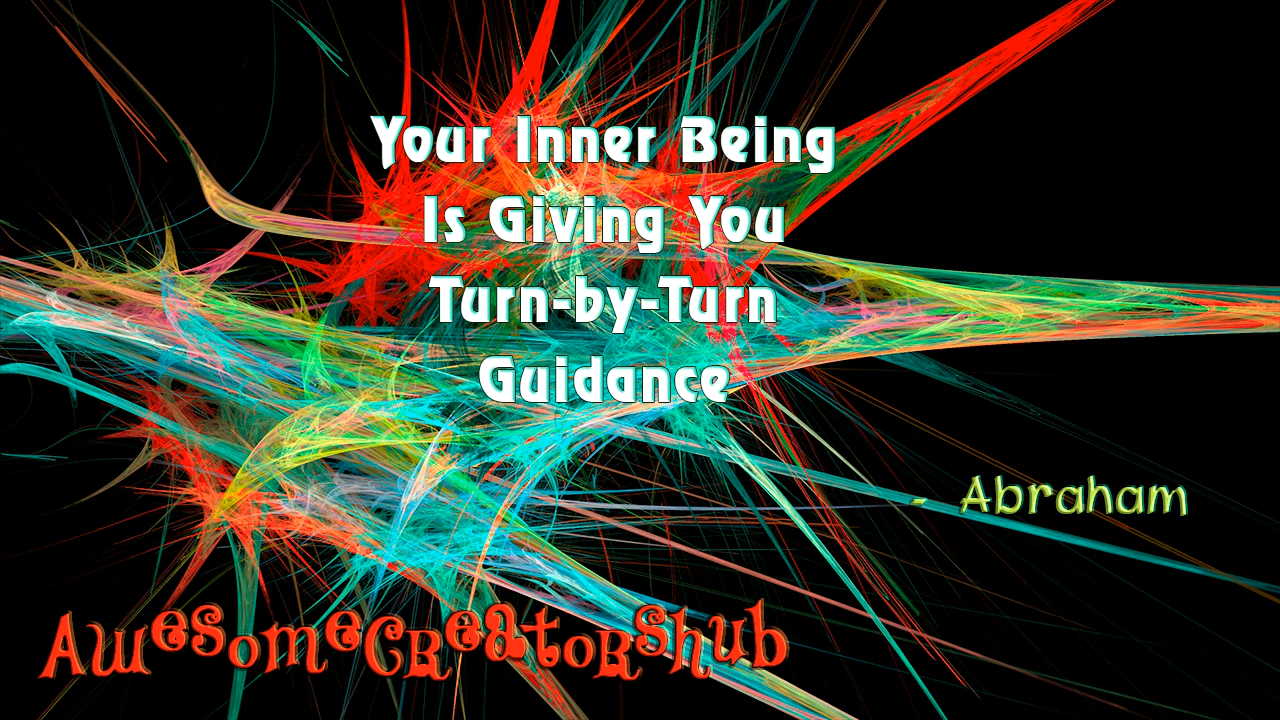 Your Inner Being
Is Giving You
Turn-by-Turn
Guidance
- Abraham
AwesomeCReatoRshub